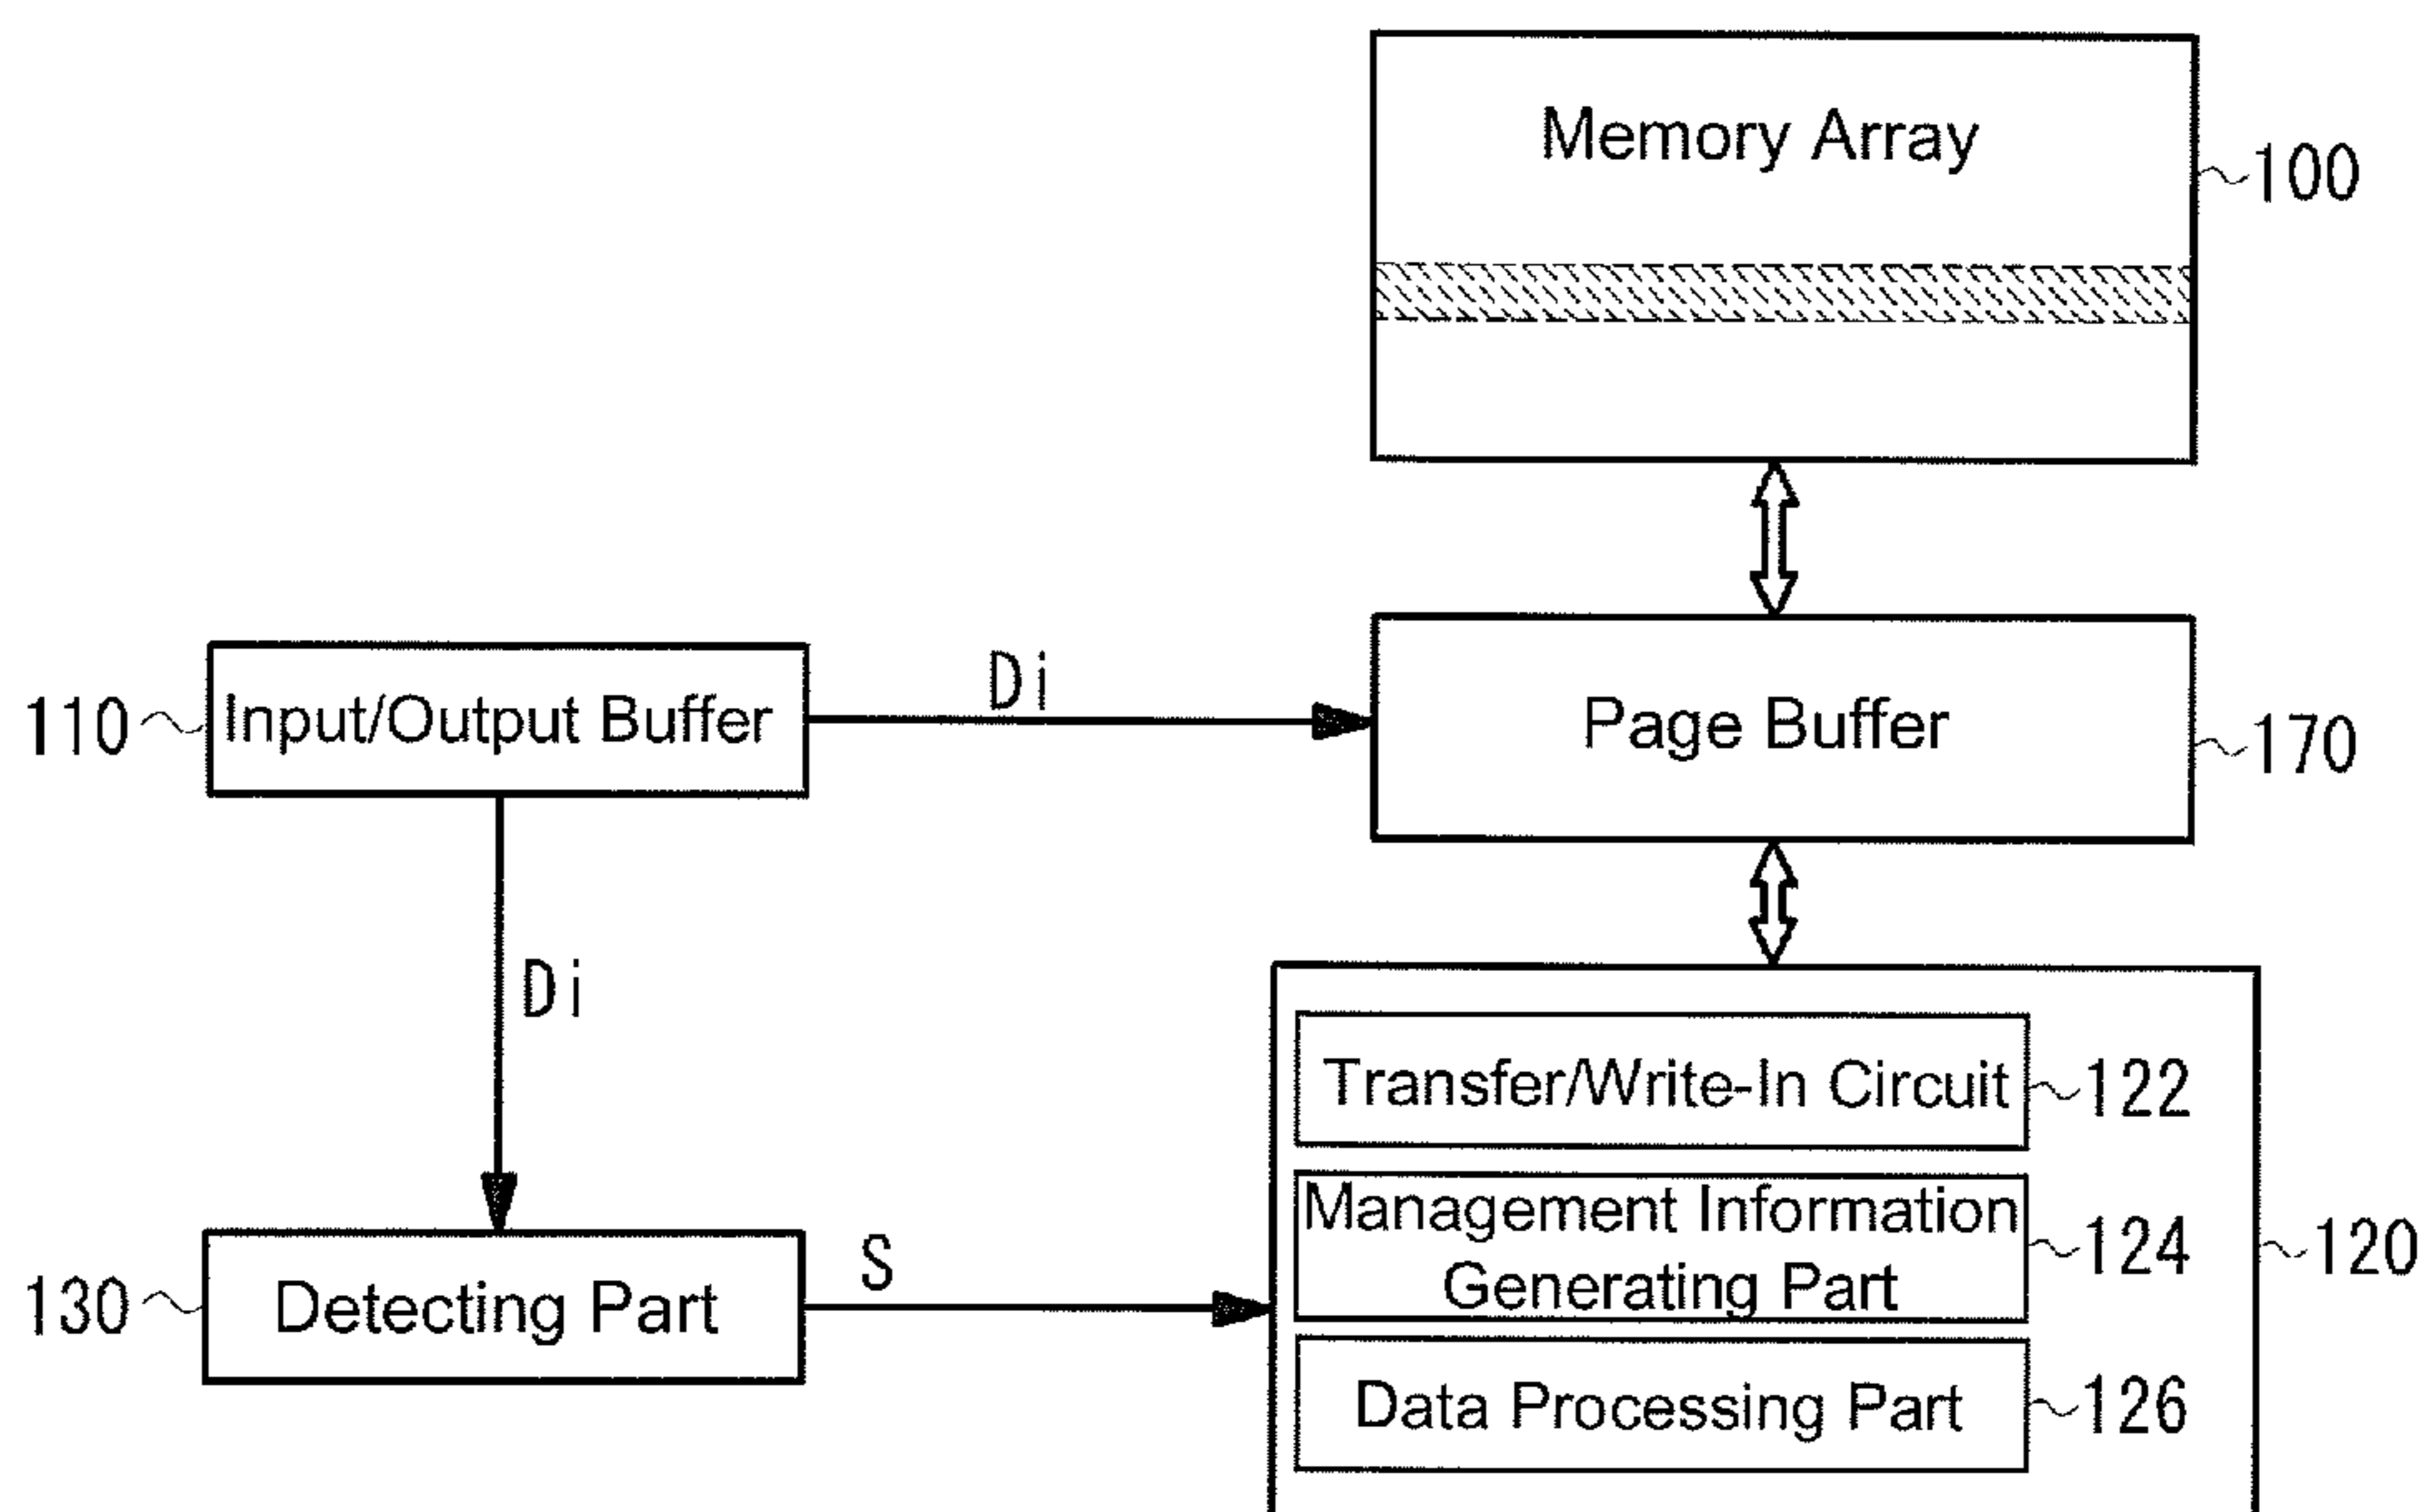 Memory Array
100
Di
Input/Output Buffer
110
Page Buffer
170
Di
Transfer/Write-In Circuit
122
Management Information
Generating Part
124
120
S
Detecting Part
130
Data Processing Part
126